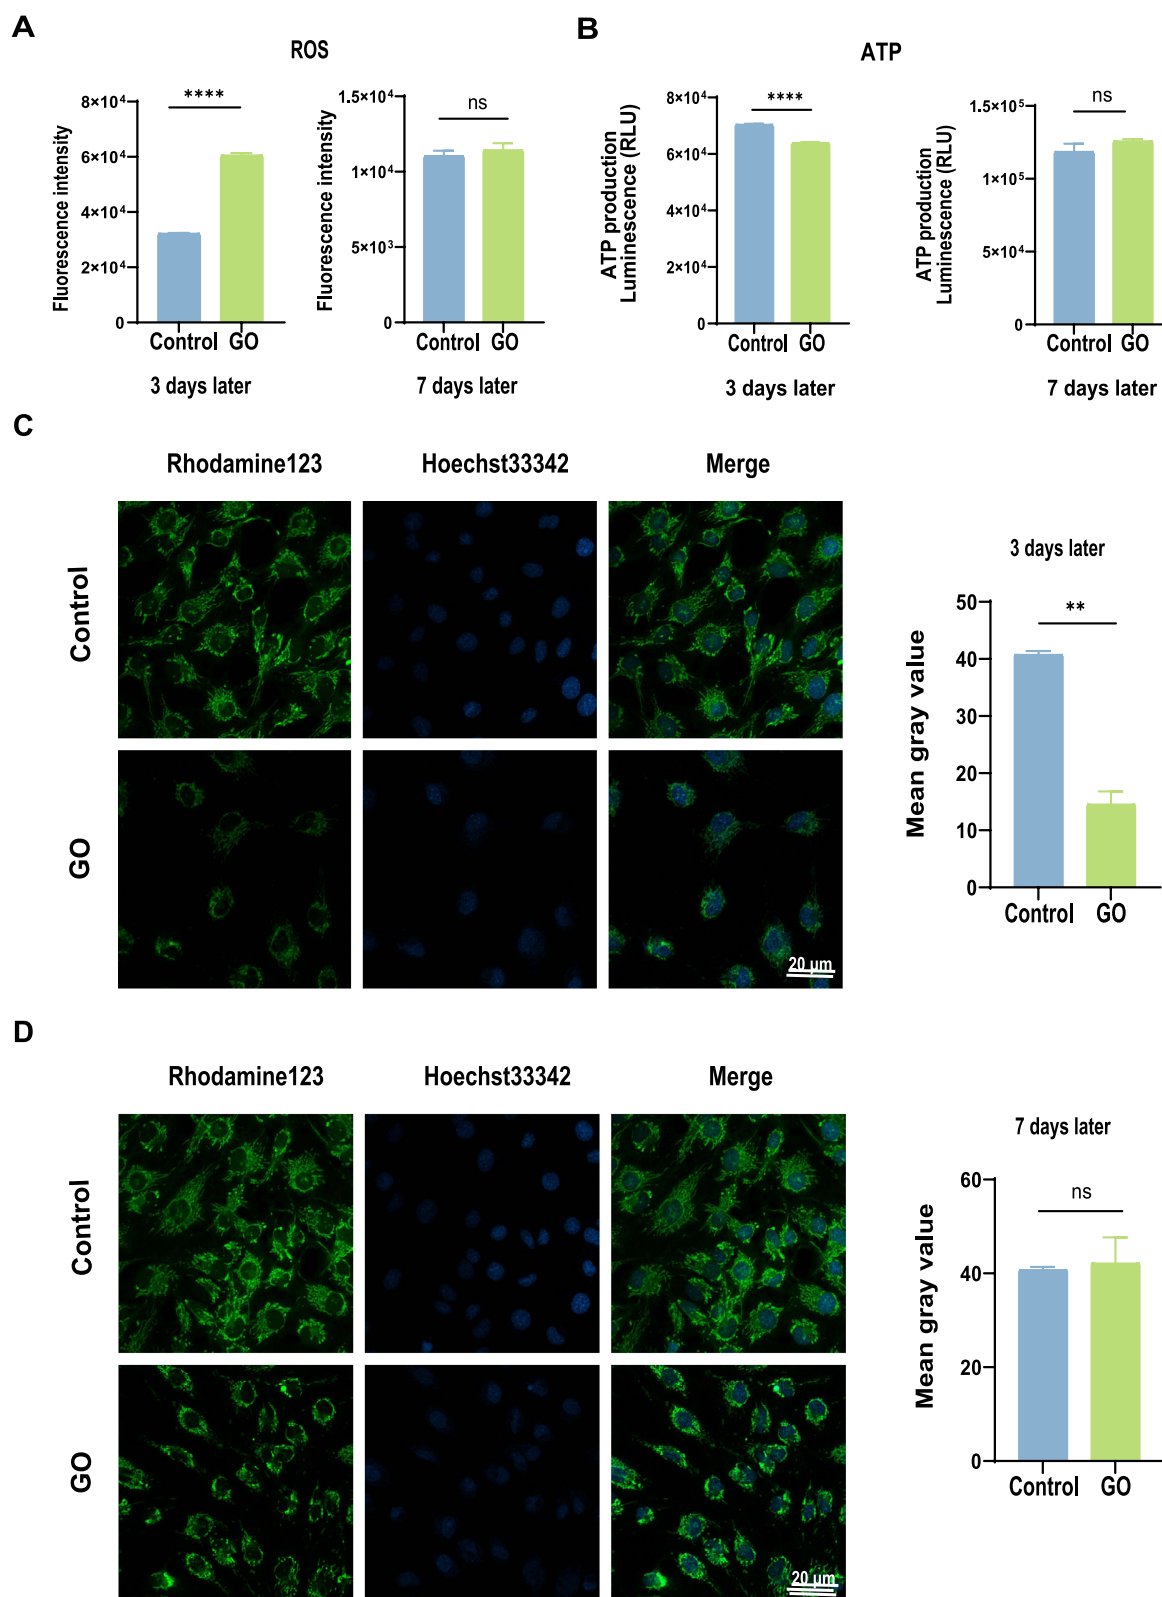 A
ROS
Fluorescence intensity
8×10⁴
6×10⁴
4×10⁴
2×10⁴
0
****
Control GO
3 days later
Fluorescence intensity
1.5×10⁴
1×10⁴
5×10³
0
ns
Control GO
7 days later
B
ATP
ATP production
Luminescence (RLU)
8×10⁴
6×10⁴
4×10⁴
2×10⁴
0
****
Control GO
3 days later
ATP production
Luminescence (RLU)
1.5×10⁵
1×10⁵
5×10⁴
0
ns
Control GO
7 days later
C
Rhodamine123 Hoechst33342 Merge
Control
GO
20 μm
3 days later
Mean gray value
50
40
30
20
10
0
**
Control GO
D
Rhodamine123 Hoechst33342 Merge
Control
GO
20 μm
7 days later
Mean gray value
60
40
20
0
ns
Control GO